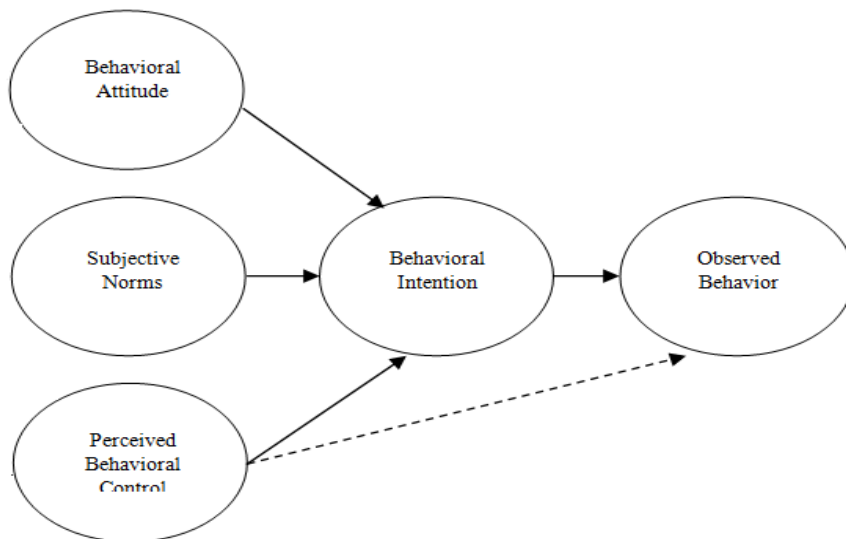 Behavioral
Attitude
Subjective
Norms
Behavioral
Intention
Observed
Behavior
Perceived
Behavioral
Control